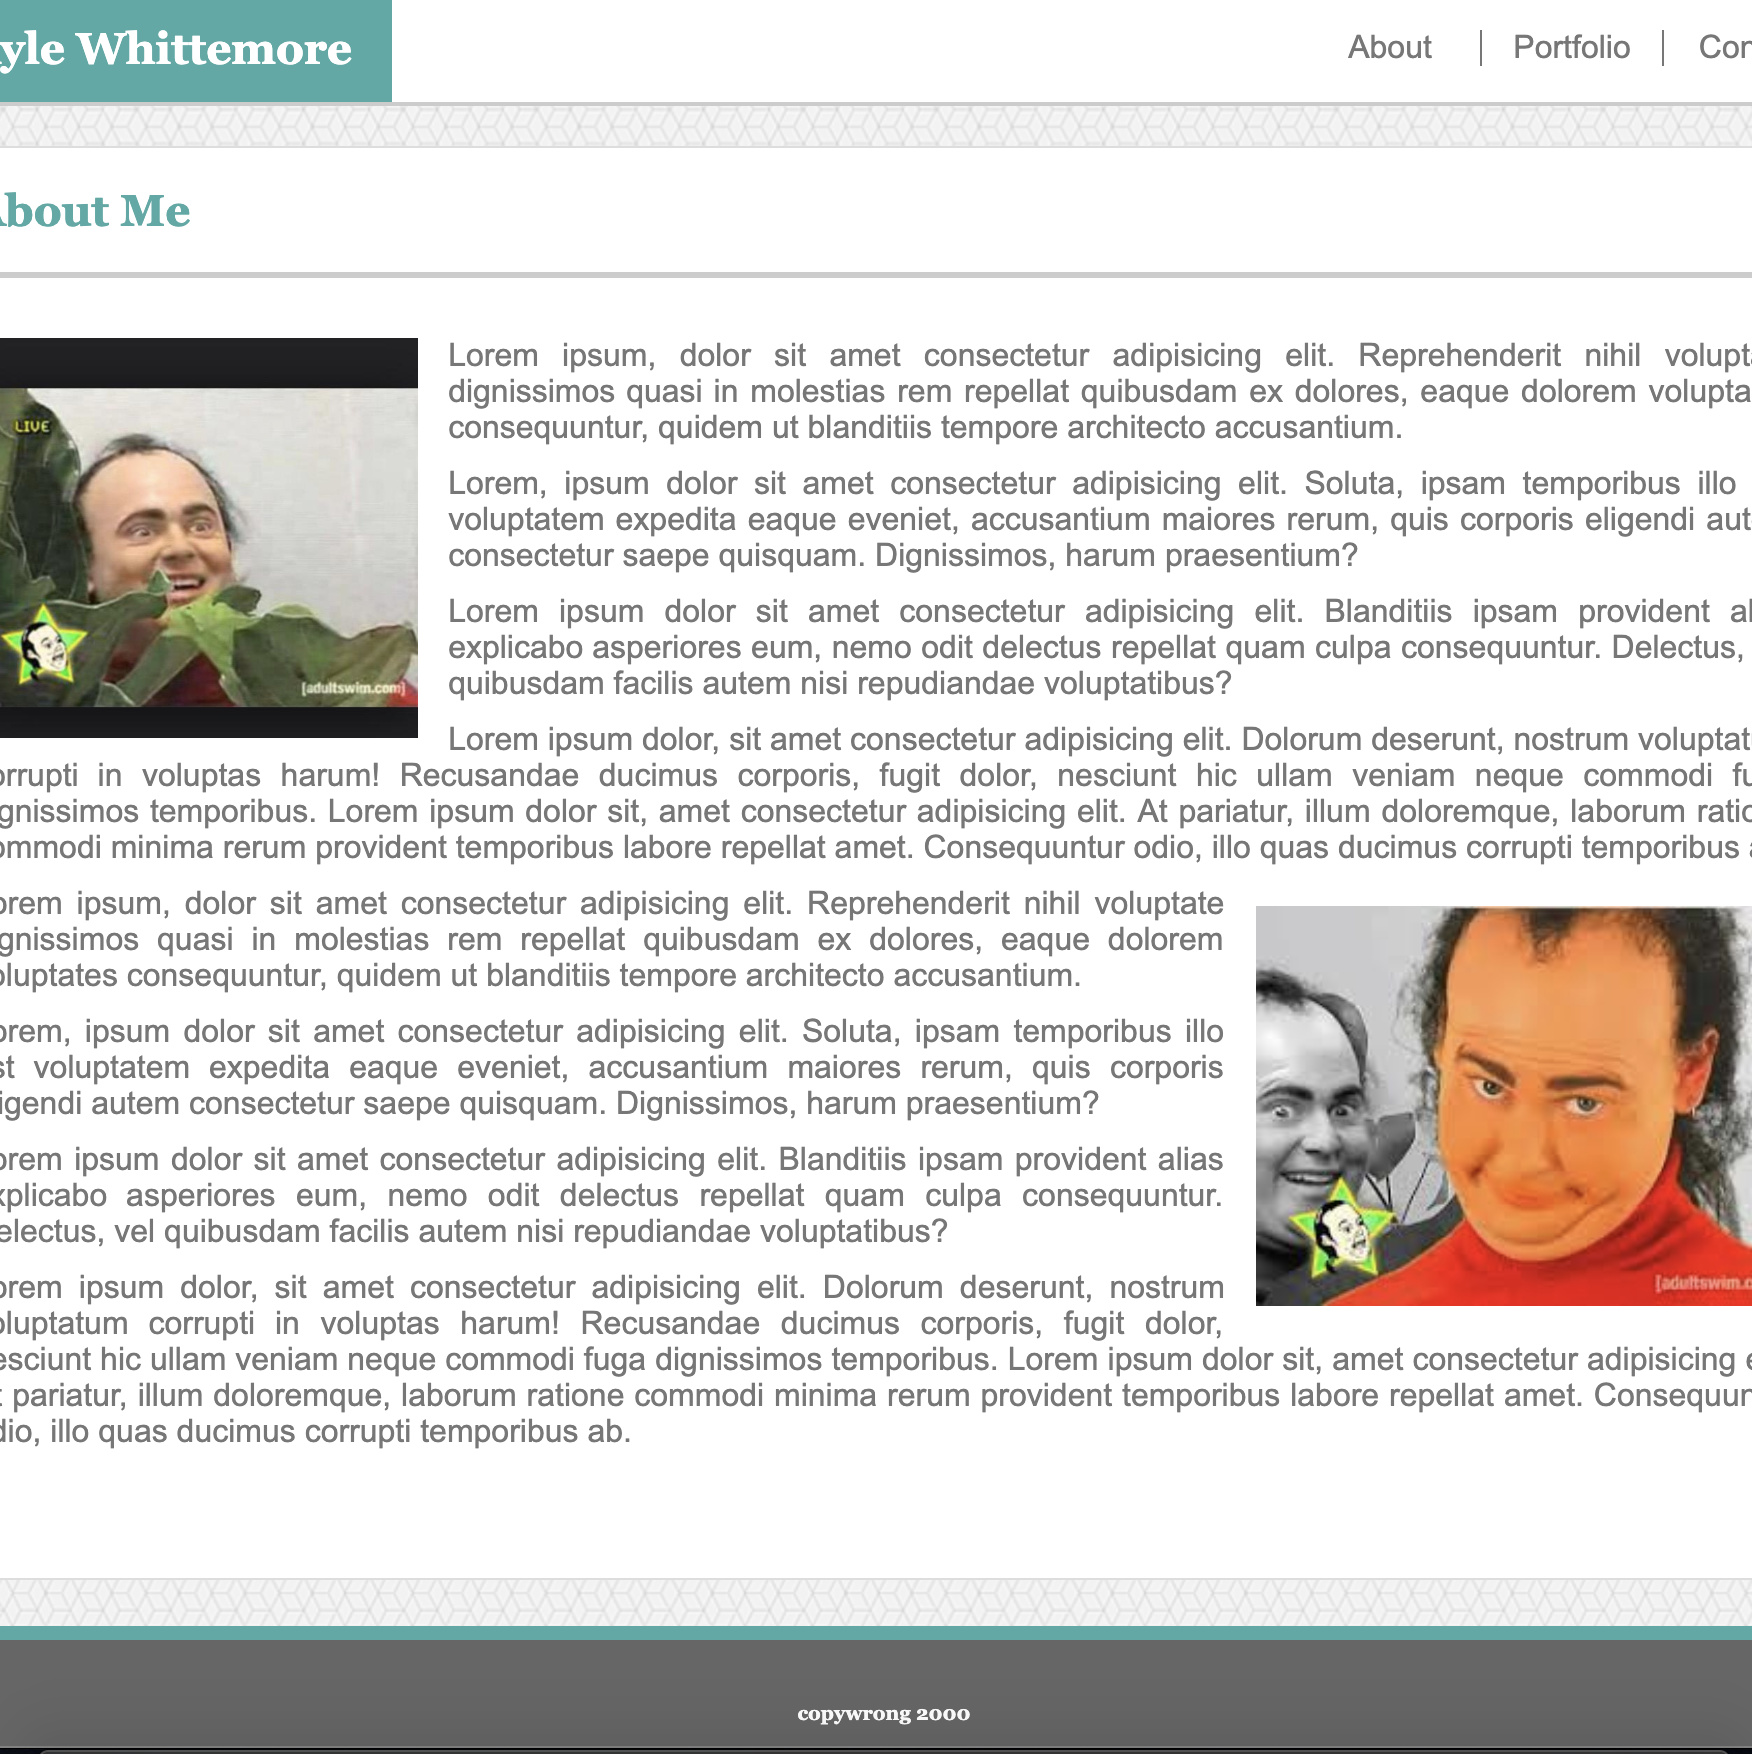 yle Whittemore
About
Portfolio
Con
About Me
LIVE
[adultswim.com]
Lorem ipsum, dolor sit amet consectetur adipisicing elit. Reprehenderit nihil volupta
dignissimos quasi in molestias rem repellat quibusdam ex dolores, eaque dolorem volupta
consequuntur, quidem ut blanditiis tempore architecto accusantium.
Lorem, ipsum dolor sit amet consectetur adipisicing elit. Soluta, ipsam temporibus illo
voluptatem expedita eaque eveniet, accusantium maiores rerum, quis corporis eligendi aut
consectetur saepe quisquam. Dignissimos, harum praesentium?
Lorem ipsum dolor sit amet consectetur adipisicing elit. Blanditiis ipsam provident al
explicabo asperiores eum, nemo odit delectus repellat quam culpa consequuntur. Delectus,
quibusdam facilis autem nisi repudiandae voluptatibus?
Lorem ipsum dolor, sit amet consectetur adipisicing elit. Dolorum deserunt, nostrum voluptat
orrupti in voluptas harum! Recusandae ducimus corporis, fugit dolor, nesciunt hic ullam veniam neque commodi fu
gnissimos temporibus. Lorem ipsum dolor sit, amet consectetur adipisicing elit. At pariatur, illum doloremque, laborum ratio
ommodi minima rerum provident temporibus labore repellat amet. Consequuntur odio, illo quas ducimus corrupti temporibus a
orem ipsum, dolor sit amet consectetur adipisicing elit. Reprehenderit nihil voluptate
gnissimos quasi in molestias rem repellat quibusdam ex dolores, eaque dolorem
oluptates consequuntur, quidem ut blanditiis tempore architecto accusantium.
orem, ipsum dolor sit amet consectetur adipisicing elit. Soluta, ipsam temporibus illo
st voluptatem expedita eaque eveniet, accusantium maiores rerum, quis corporis
igendi autem consectetur saepe quisquam. Dignissimos, harum praesentium?
orem ipsum dolor sit amet consectetur adipisicing elit. Blanditiis ipsam provident alias
xplicabo asperiores eum, nemo odit delectus repellat quam culpa consequuntur.
electus, vel quibusdam facilis autem nisi repudiandae voluptatibus?
orem ipsum dolor, sit amet consectetur adipisicing elit. Dolorum deserunt, nostrum
oluptatum corrupti in voluptas harum! Recusandae ducimus corporis, fugit dolor,
esciunt hic ullam veniam neque commodi fuga dignissimos temporibus. Lorem ipsum dolor sit, amet consectetur adipisicing e
t pariatur, illum doloremque, laborum ratione commodi minima rerum provident temporibus labore repellat amet. Consequun
dio, illo quas ducimus corrupti temporibus ab.
[adultswim.c
copywrong 2000